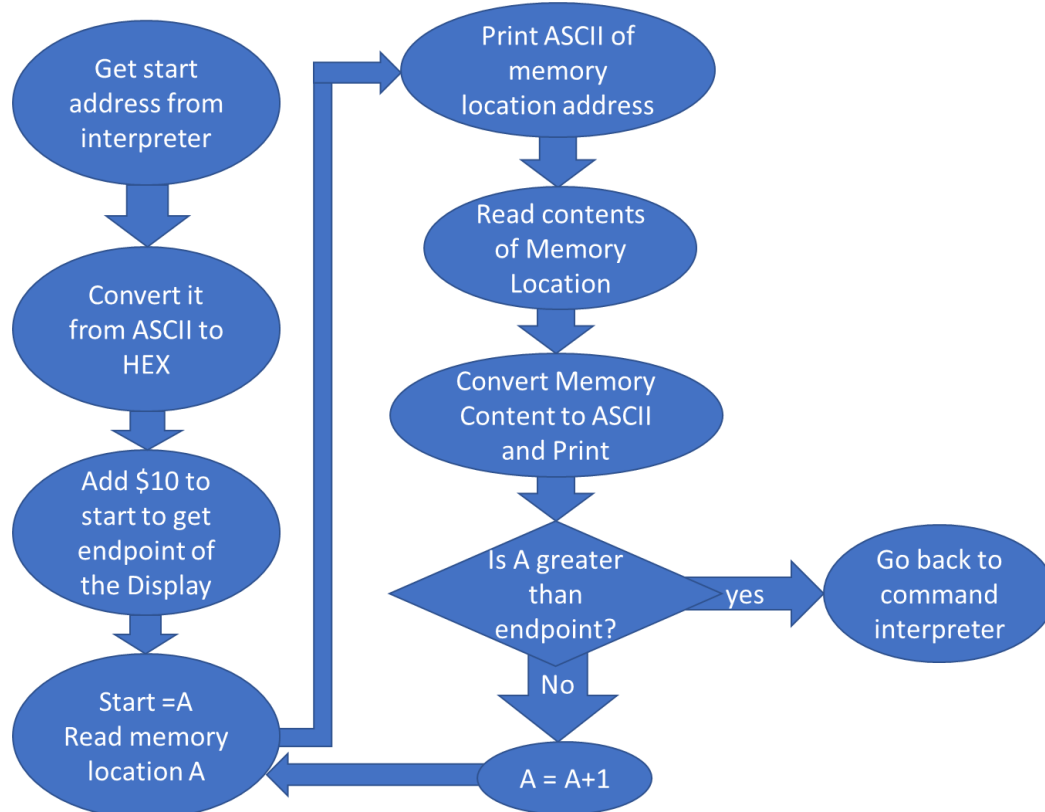 Get start
address from
interpreter
Convert it
from ASCII to
HEX
Add $10 to
start to get
endpoint of
the Display
Start =A
Read memory
location A
Print ASCII of
memory
location address
Read contents
of Memory
Location
Convert Memory
Content to ASCII
and Print
Is A greater
than
endpoint?
yes
Go back to
command
interpreter
No
A = A+1